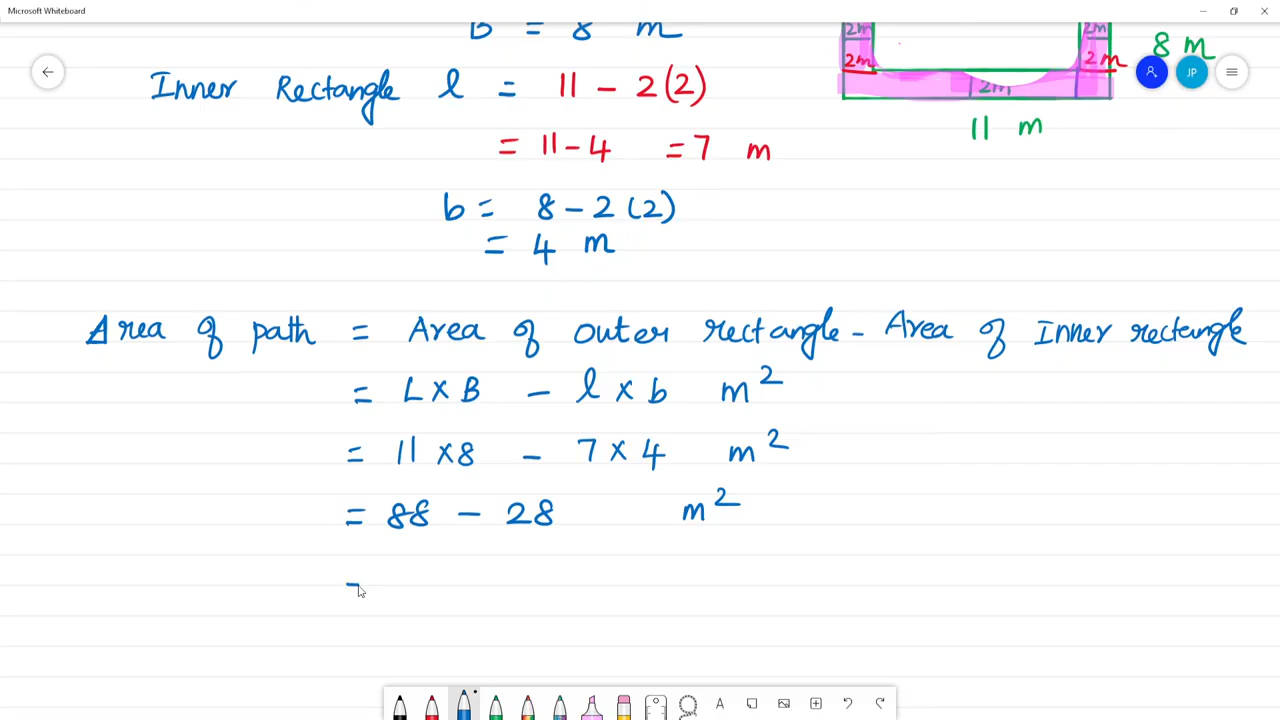 Microsoft Whiteboard
B = 8 m
2m 2m
2m 2m 8 m
JP
Inner Rectangle l = 11 - 2(2)
2m
11 m
= 11-4 = 7 m
b = 8 - 2 (2)
= 4 m
Area of path = Area of outer rectangle - Area of Inner rectangle
= L × B - l × b m²
= 11 × 8 - 7 × 4 m²
= 88 - 28 m²
A